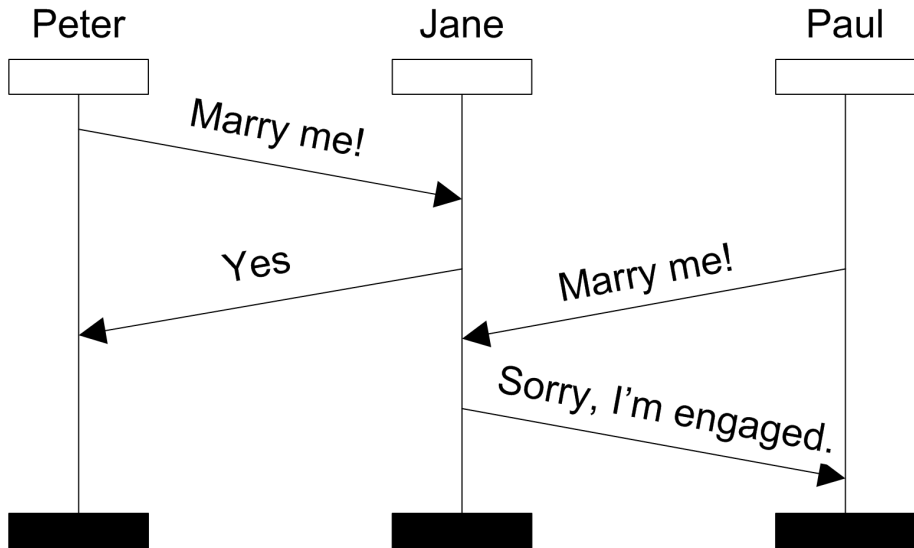 Peter
Jane
Paul
Marry me!
Yes
Marry me!
Sorry, I’m engaged.